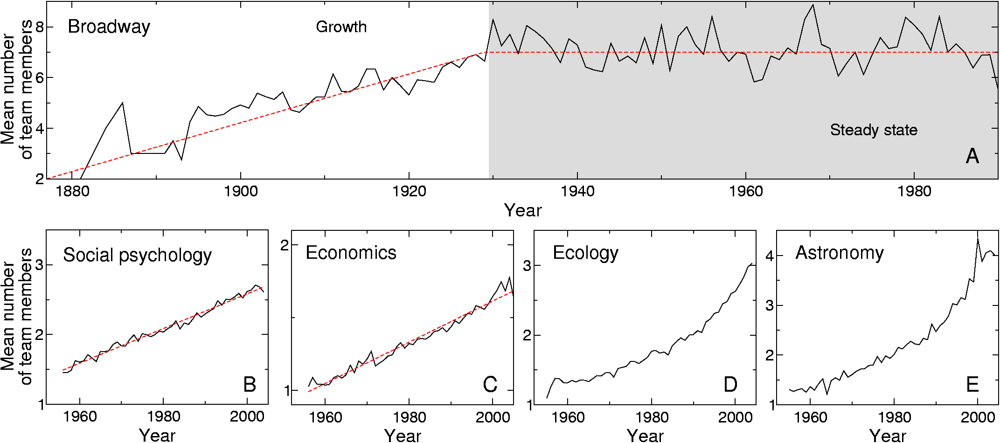 Mean number
of team members
8
6
4
2
Broadway
Growth
Steady state
A
1880
1900
1920
1940
1960
1980
Year
Mean number
of team members
3
2
1
Social psychology
B
1960
1980
2000
Year
2
1
Economics
C
1960
1980
2000
Year
3
2
1
Ecology
D
1960
1980
2000
Year
4
3
2
1
Astronomy
E
1960
1980
2000
Year